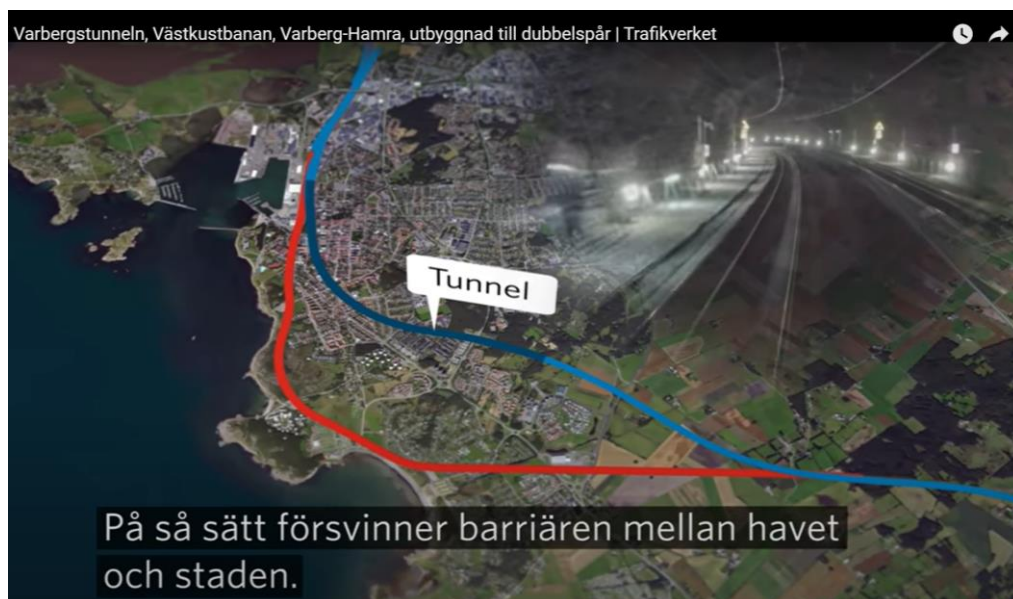 Varbergstunneln, Västkustbanan, Varberg-Hamra, utbyggnad till dubbelspår | Trafikverket
Tunnel
På så sätt försvinner barriären mellan havet
och staden.